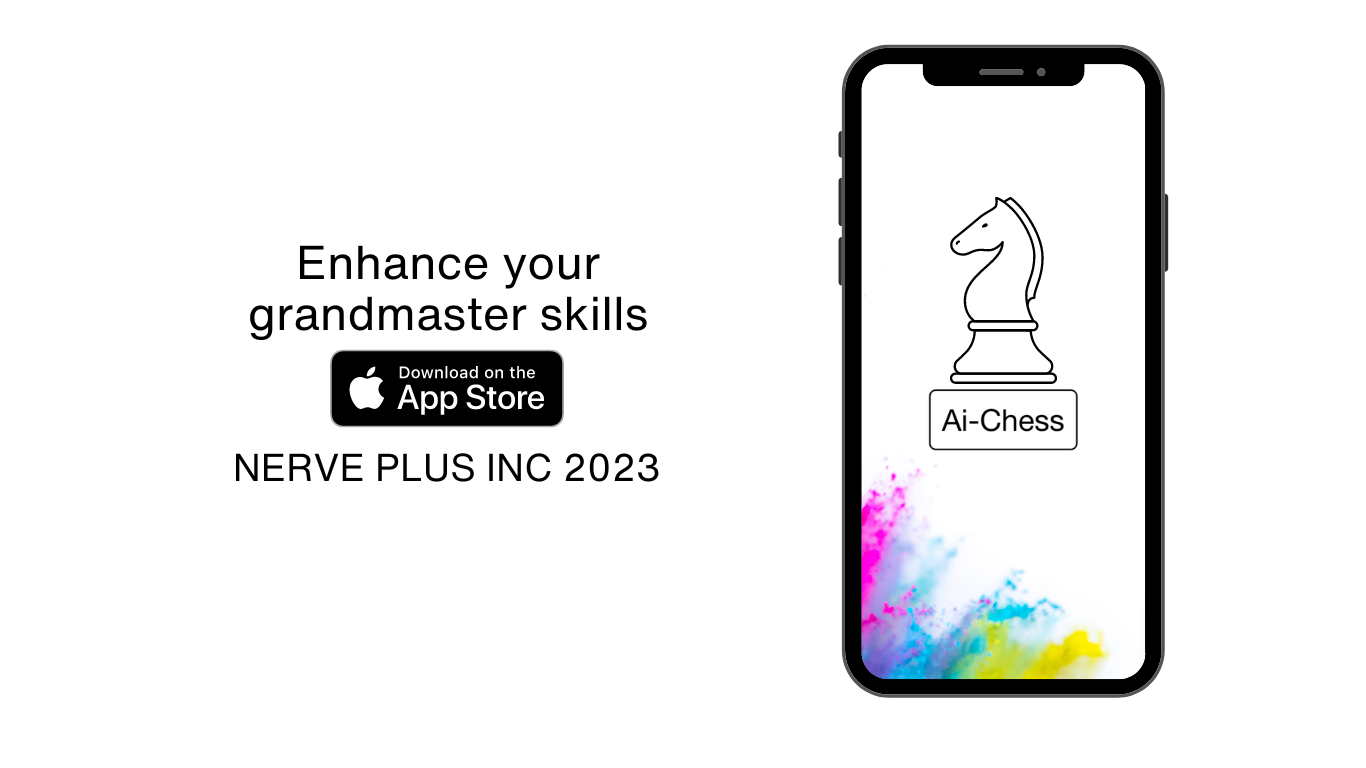 Enhance your
grandmaster skills
Download on the
App Store
NERVE PLUS INC 2023
Ai-Chess